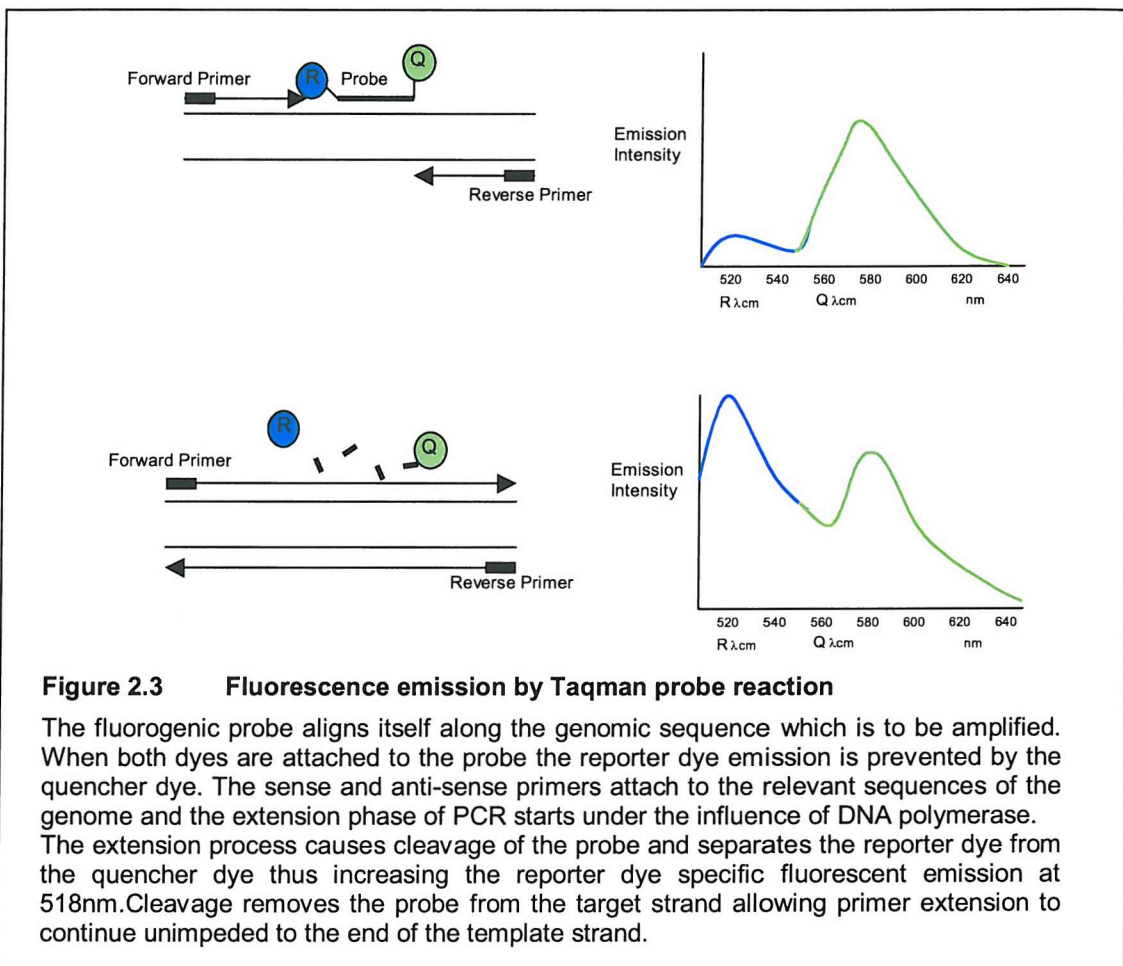 Forward Primer
R
Probe
Q
Reverse Primer
Emission
Intensity
520 540 560 580 600 620 640
R λcm Q λcm nm
R
Q
Forward Primer
Reverse Primer
Emission
Intensity
520 540 560 580 600 620 640
R λcm Q λcm nm
Figure 2.3 Fluorescence emission by Taqman probe reaction
The fluorogenic probe aligns itself along the genomic sequence which is to be amplified.
When both dyes are attached to the probe the reporter dye emission is prevented by the
quencher dye. The sense and anti-sense primers attach to the relevant sequences of the
genome and the extension phase of PCR starts under the influence of DNA polymerase.
The extension process causes cleavage of the probe and separates the reporter dye from
the quencher dye thus increasing the reporter dye specific fluorescent emission at
518nm.Cleavage removes the probe from the target strand allowing primer extension to
continue unimpeded to the end of the template strand.